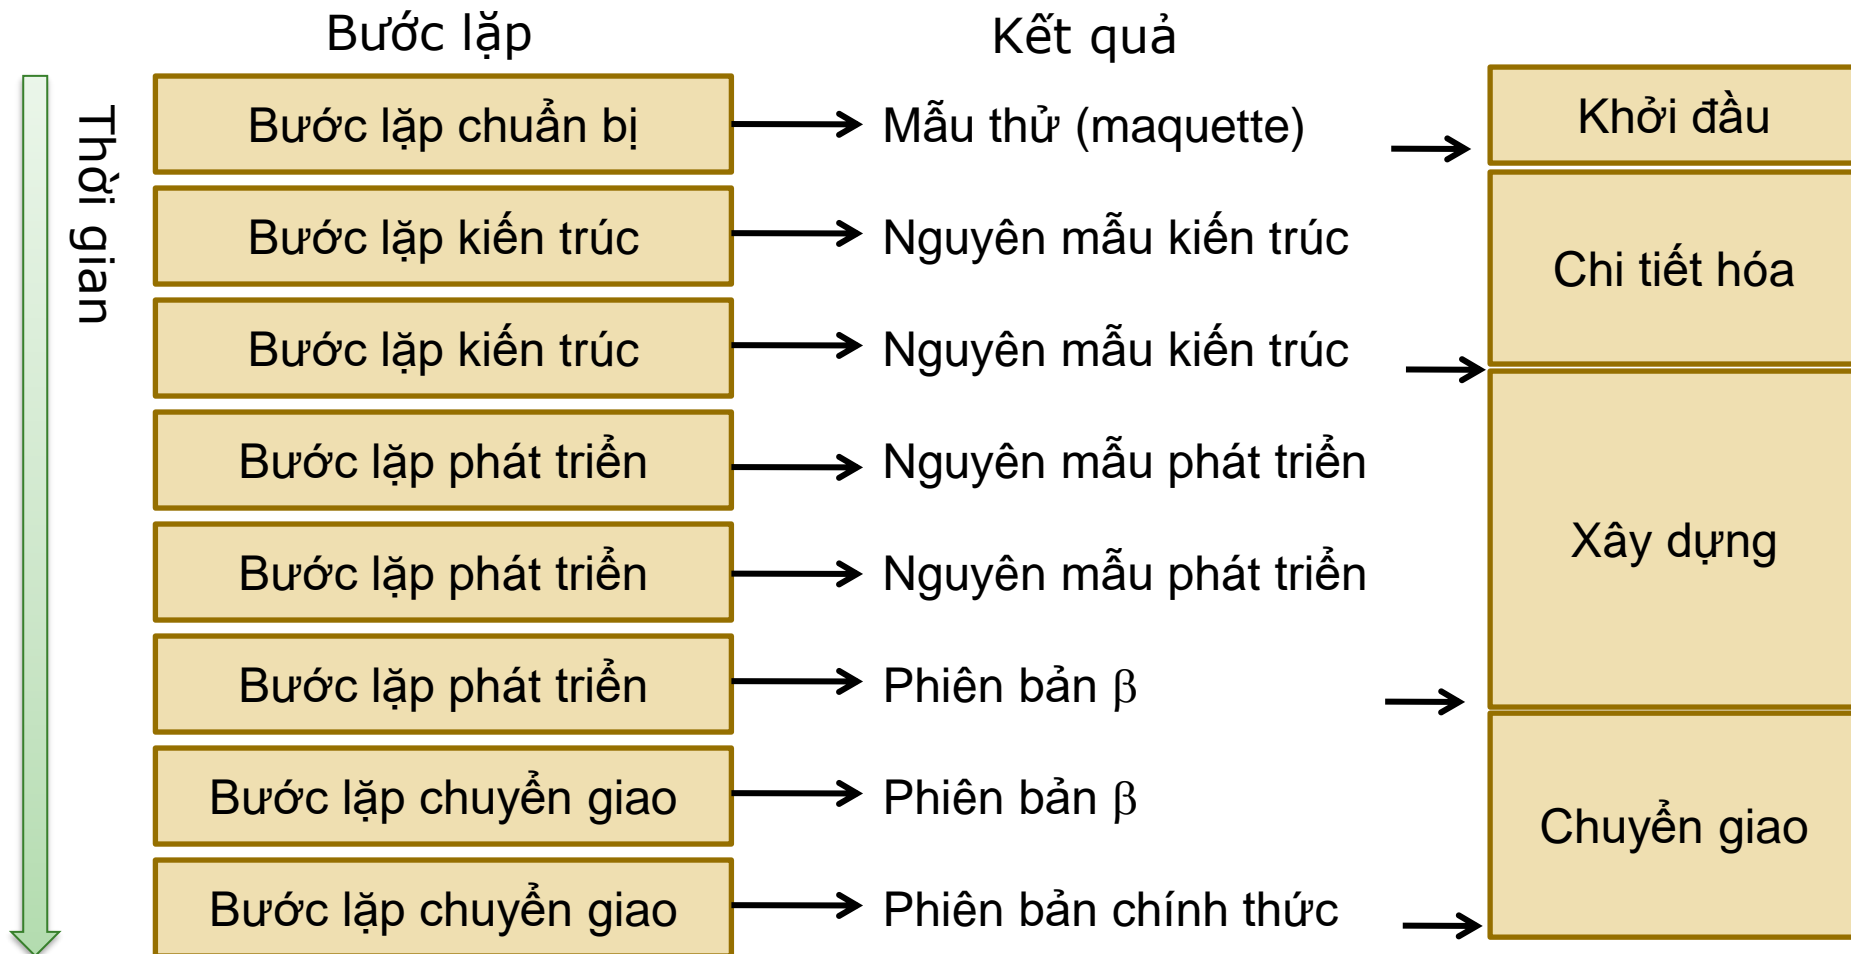 Bước lặp
Kết quả
Thời gian
Bước lặp chuẩn bị
Mẫu thử (maquette)
Khởi đầu
Bước lặp kiến trúc
Nguyên mẫu kiến trúc
Chi tiết hóa
Bước lặp kiến trúc
Nguyên mẫu kiến trúc
Bước lặp phát triển
Nguyên mẫu phát triển
Xây dựng
Bước lặp phát triển
Nguyên mẫu phát triển
Bước lặp phát triển
Phiên bản β
Bước lặp chuyển giao
Phiên bản β
Chuyển giao
Bước lặp chuyển giao
Phiên bản chính thức